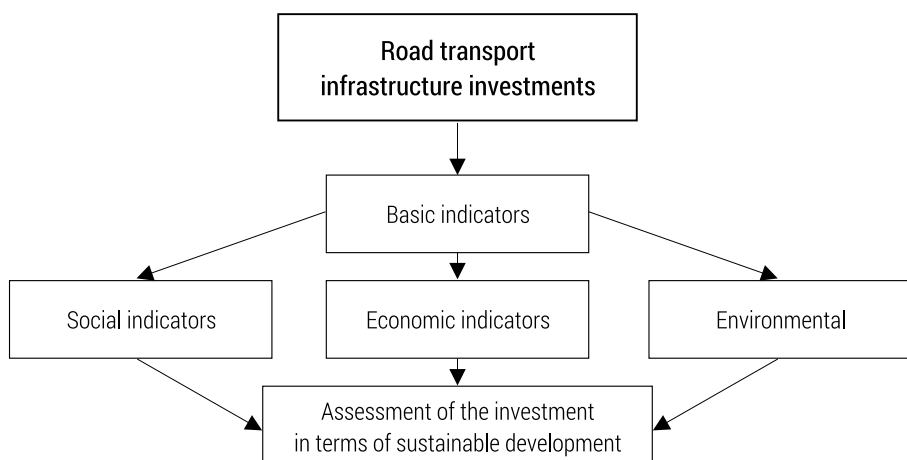 Road transport
infrastructure investments
Basic indicators
Social indicators
Economic indicators
Environmental
Assessment of the investment
in terms of sustainable development